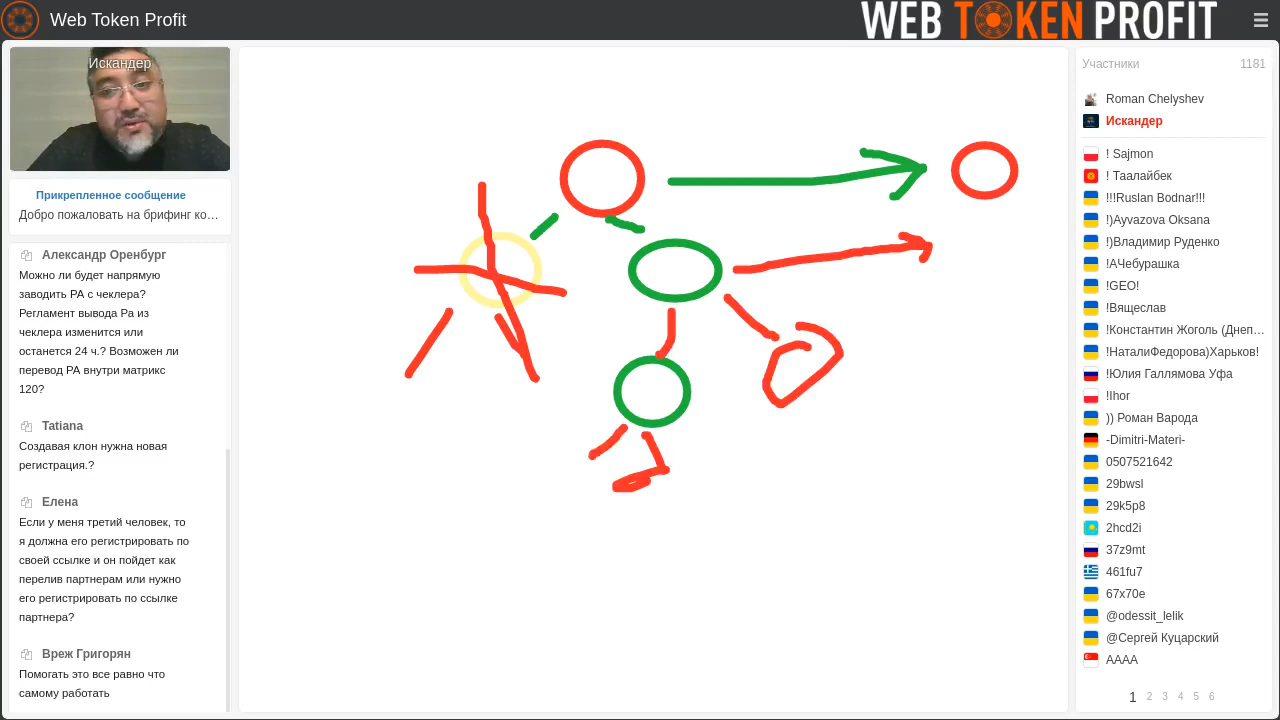 Web Token Profit
WEB TOKEN PROFIT
Искандер
Прикрепленное сообщение
Добро пожаловать на брифинг ко…
Александр Оренбург
Можно ли будет напрямую
заводить РА с чеклера?
Регламент вывода Ра из
чеклера изменится или
останется 24 ч.? Возможен ли
перевод РА внутри матрикс
120?
Tatiana
Создавая клон нужна новая
регистрация.?
Елена
Если у меня третий человек, то
я должна его регистрировать по
своей ссылке и он пойдет как
перелив партнерам или нужно
его регистрировать по ссылке
партнера?
Вреж Григорян
Помогать это все равно что
самому работать
Участники 1181
Roman Chelyshev
Искандер
! Sajmon
! Таалайбек
!!!Ruslan Bodnar!!!
!)Ayvazova Oksana
!)Владимир Руденко
!АЧебурашка
!GEO!
!Вящеслав
!Константин Жоголь (Днеп…
!НаталиФедорова)Харьков!
!Юлия Галлямова Уфа
!Ihor
)) Роман Варода
-Dimitri-Materi-
0507521642
29bwsl
29k5p8
2hcd2i
37z9mt
461fu7
67x70e
@odessit_lelik
@Сергей Куцарский
AAAA
1 2 3 4 5 6